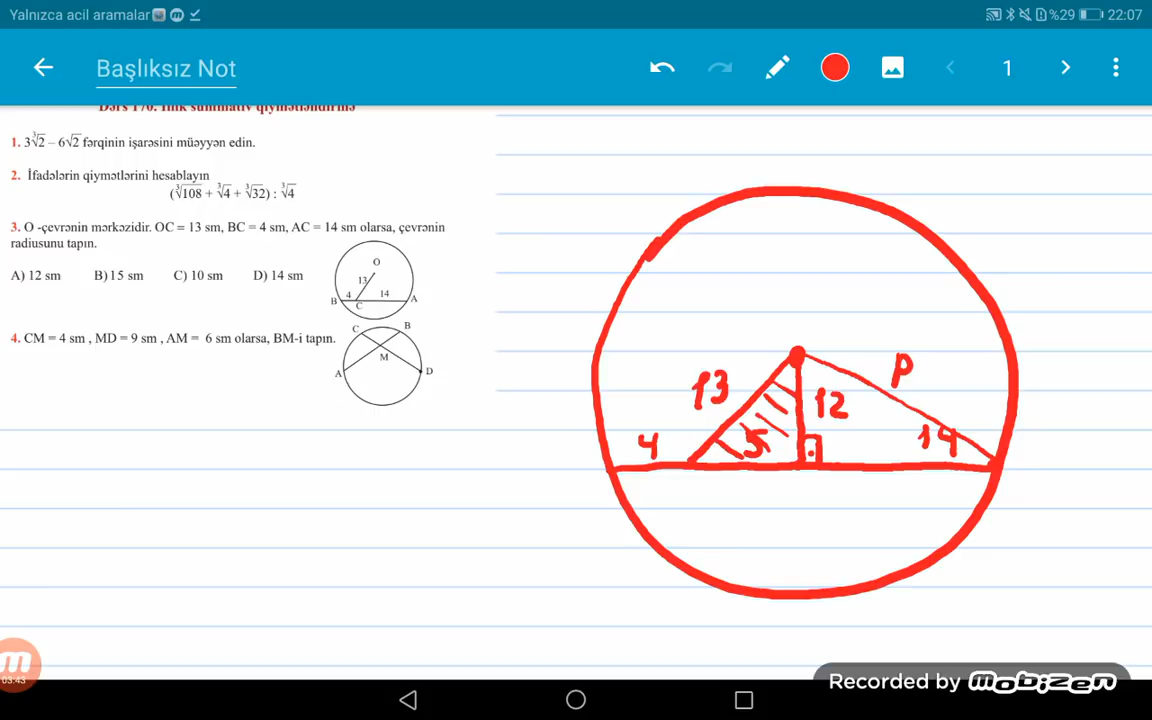 Yalnızca acil aramalar
%29 22:07
Başlıksız Not
1
Dərs 170. İlk summativ qiymətləndirmə
1. 3∛2 – 6√2 fərqinin işarəsini müəyyən edin.
2. İfadələrin qiymətlərini hesablayın
(∛108 + ∛4 + ∛32) : ∛4
3. O -çevrənin mərkəzidir. OC = 13 sm, BC = 4 sm, AC = 14 sm olarsa, çevrənin
radiusunu tapın.
A) 12 sm B) 15 sm C) 10 sm D) 14 sm
O
13
4 14
B C A
4. CM = 4 sm , MD = 9 sm , AM = 6 sm olarsa, BM-i tapın.
C B
M
A D
13 12 P
4 5 14
03:43
Recorded by mobizen